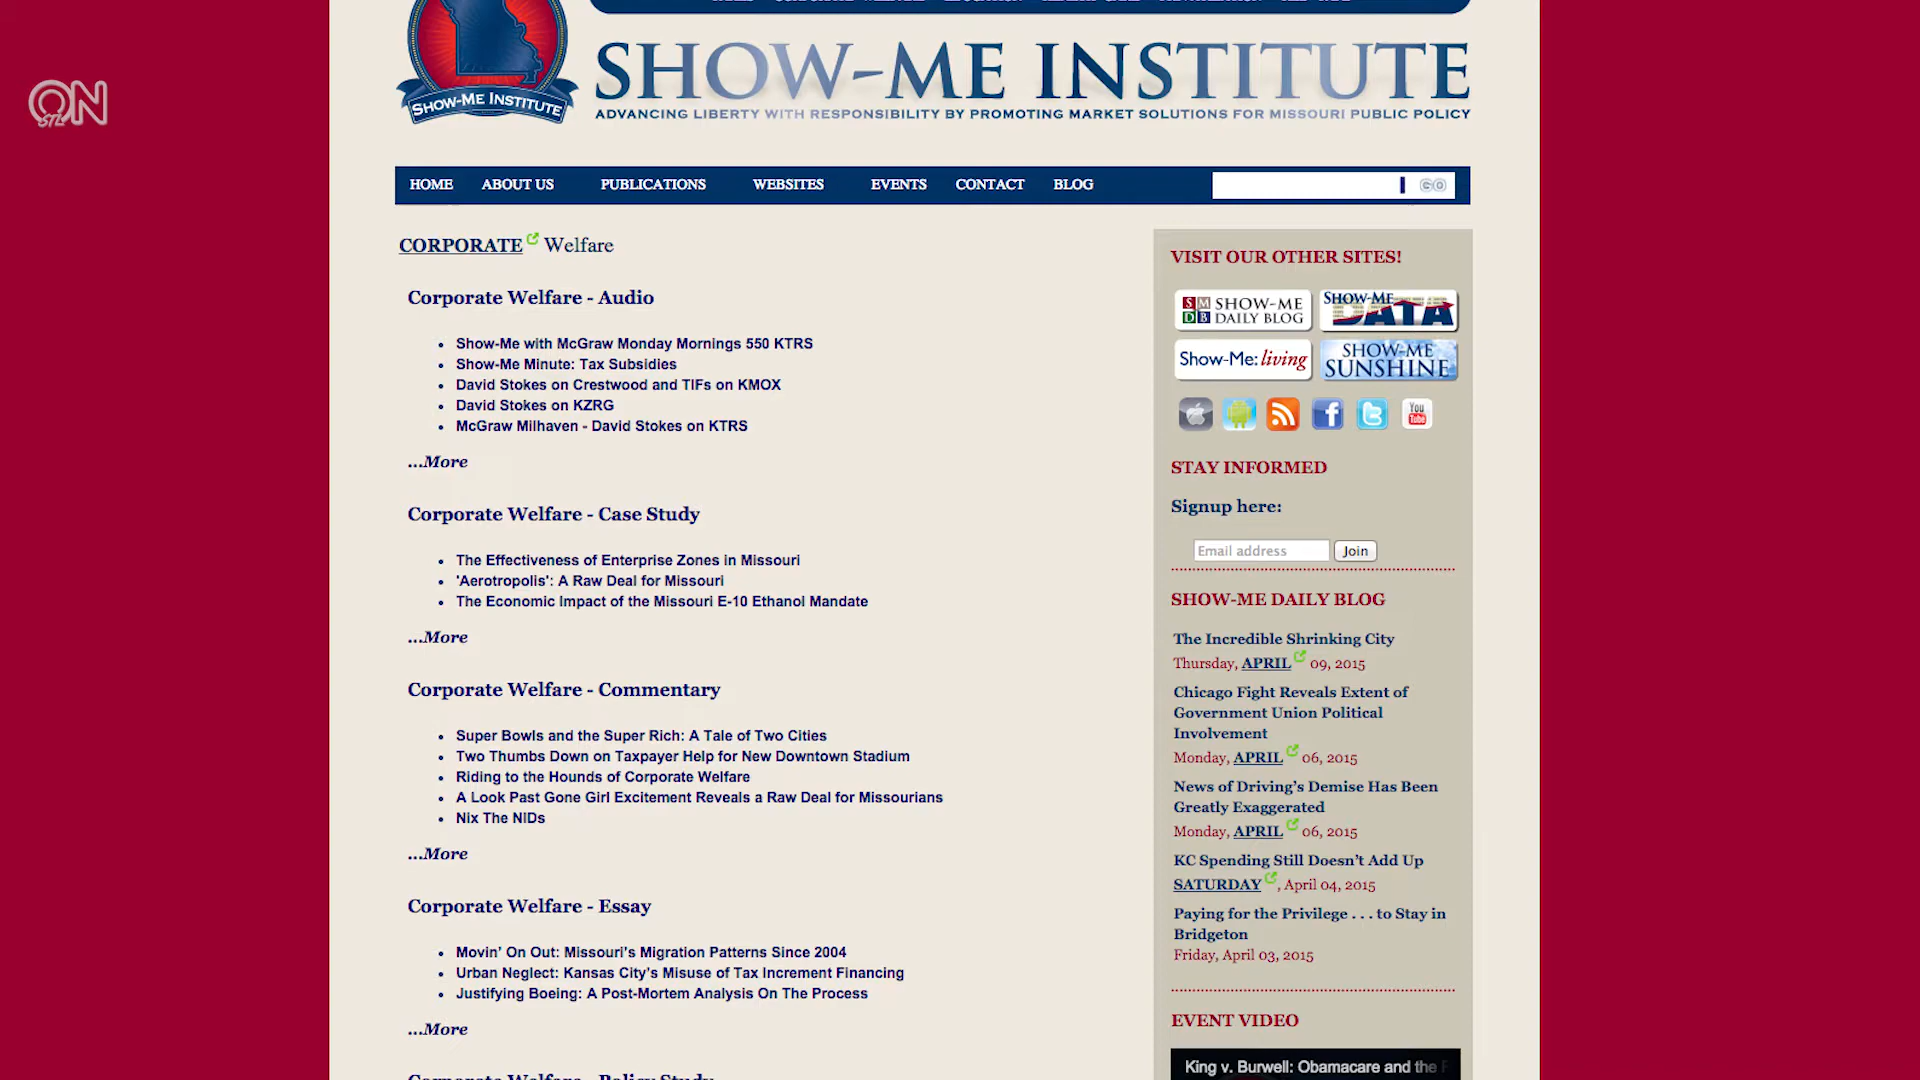 SHOW-ME INSTITUTE
SHOW-ME INSTITUTE
ADVANCING LIBERTY WITH RESPONSIBILITY BY PROMOTING MARKET SOLUTIONS FOR MISSOURI PUBLIC POLICY
ON
STL
HOME ABOUT US PUBLICATIONS WEBSITES EVENTS CONTACT BLOG GO
CORPORATE Welfare
Corporate Welfare - Audio
Show-Me with McGraw Monday Mornings 550 KTRS
Show-Me Minute: Tax Subsidies
David Stokes on Crestwood and TIFs on KMOX
David Stokes on KZRG
McGraw Milhaven - David Stokes on KTRS
...More
Corporate Welfare - Case Study
The Effectiveness of Enterprise Zones in Missouri
'Aerotropolis': A Raw Deal for Missouri
The Economic Impact of the Missouri E-10 Ethanol Mandate
...More
Corporate Welfare - Commentary
Super Bowls and the Super Rich: A Tale of Two Cities
Two Thumbs Down on Taxpayer Help for New Downtown Stadium
Riding to the Hounds of Corporate Welfare
A Look Past Gone Girl Excitement Reveals a Raw Deal for Missourians
Nix The NIDs
...More
Corporate Welfare - Essay
Movin' On Out: Missouri's Migration Patterns Since 2004
Urban Neglect: Kansas City's Misuse of Tax Increment Financing
Justifying Boeing: A Post-Mortem Analysis On The Process
...More
Corporate Welfare - Policy Study
VISIT OUR OTHER SITES!
SMDB SHOW-ME DAILY BLOG
SHOW-ME DATA
Show-Me: living
SHOW-ME SUNSHINE
You Tube
STAY INFORMED
Signup here:
Email address Join
SHOW-ME DAILY BLOG
The Incredible Shrinking City
Thursday, APRIL 09, 2015
Chicago Fight Reveals Extent of
Government Union Political
Involvement
Monday, APRIL 06, 2015
News of Driving's Demise Has Been
Greatly Exaggerated
Monday, APRIL 06, 2015
KC Spending Still Doesn't Add Up
SATURDAY, April 04, 2015
Paying for the Privilege . . . to Stay in
Bridgeton
Friday, April 03, 2015
EVENT VIDEO
King v. Burwell: Obamacare and the